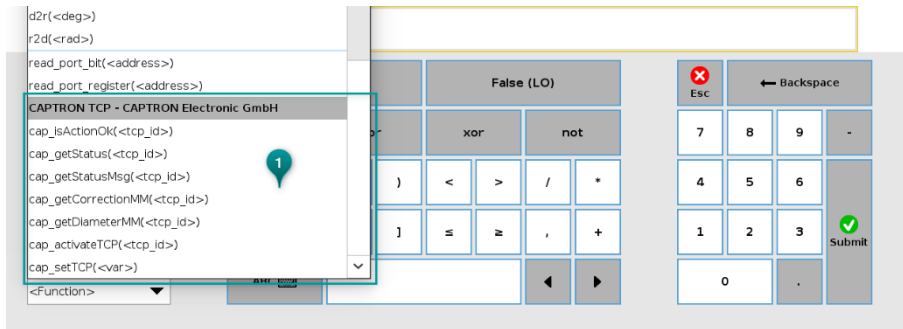 d2r(<deg>)
r2d(<rad>)
read_port_bit(<address>)
read_port_register(<address>)
CAPTRON TCP - CAPTRON Electronic GmbH
cap_isActionOk(<tcp_id>)
cap_getStatus(<tcp_id>)
cap_getStatusMsg(<tcp_id>)
cap_getCorrectionMM(<tcp_id>)
cap_getDiameterMM(<tcp_id>)
cap_activateTCP(<tcp_id>)
cap_setTCP(<var>)
<Function>
1
False (LO)
Esc
← Backspace
xor not
7 8 9 -
) < > / *
4 5 6
] ≤ ≥ , +
1 2 3
Submit
0 .